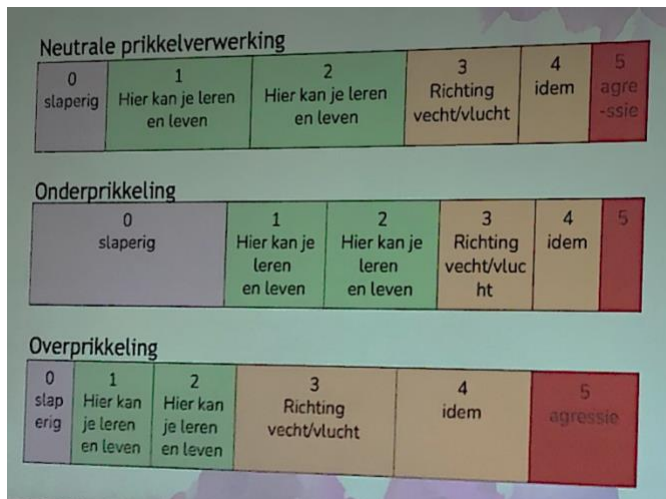 Neutrale prikkelverwerking
0
slaperig
1
Hier kan je leren
en leven
2
Hier kan je leren
en leven
3
Richting
vecht/vlucht
4
idem
5
agre
-ssie
Onderprikkeling
0
slaperig
1
Hier kan je
leren
en leven
2
Hier kan je
leren
en leven
3
Richting
vecht/vluc
ht
4
idem
5
Overprikkeling
0
slap
erig
1
Hier kan
je leren
en leven
2
Hier kan
je leren
en leven
3
Richting
vecht/vlucht
4
idem
5
agressie